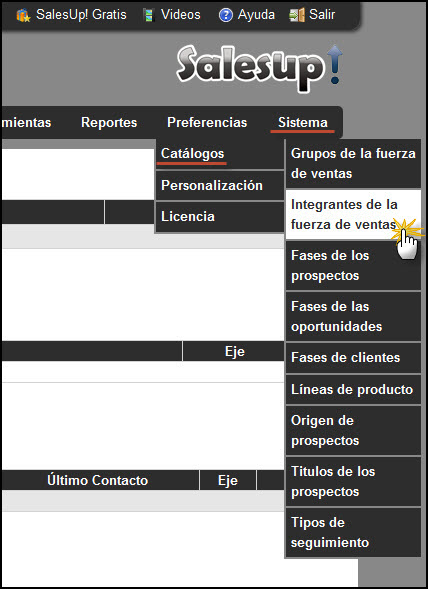 SalesUp! Gratis Videos Ayuda Salir
Salesup!
mientas Reportes Preferencias Sistema
Catálogos
Personalización
Licencia
Grupos de la fuerza
de ventas
Integrantes de la
fuerza de ventas
Fases de los
prospectos
Fases de las
oportunidades
Fases de clientes
Líneas de producto
Origen de
prospectos
Titulos de los
prospectos
Tipos de
seguimiento
Eje
Último Contacto Eje